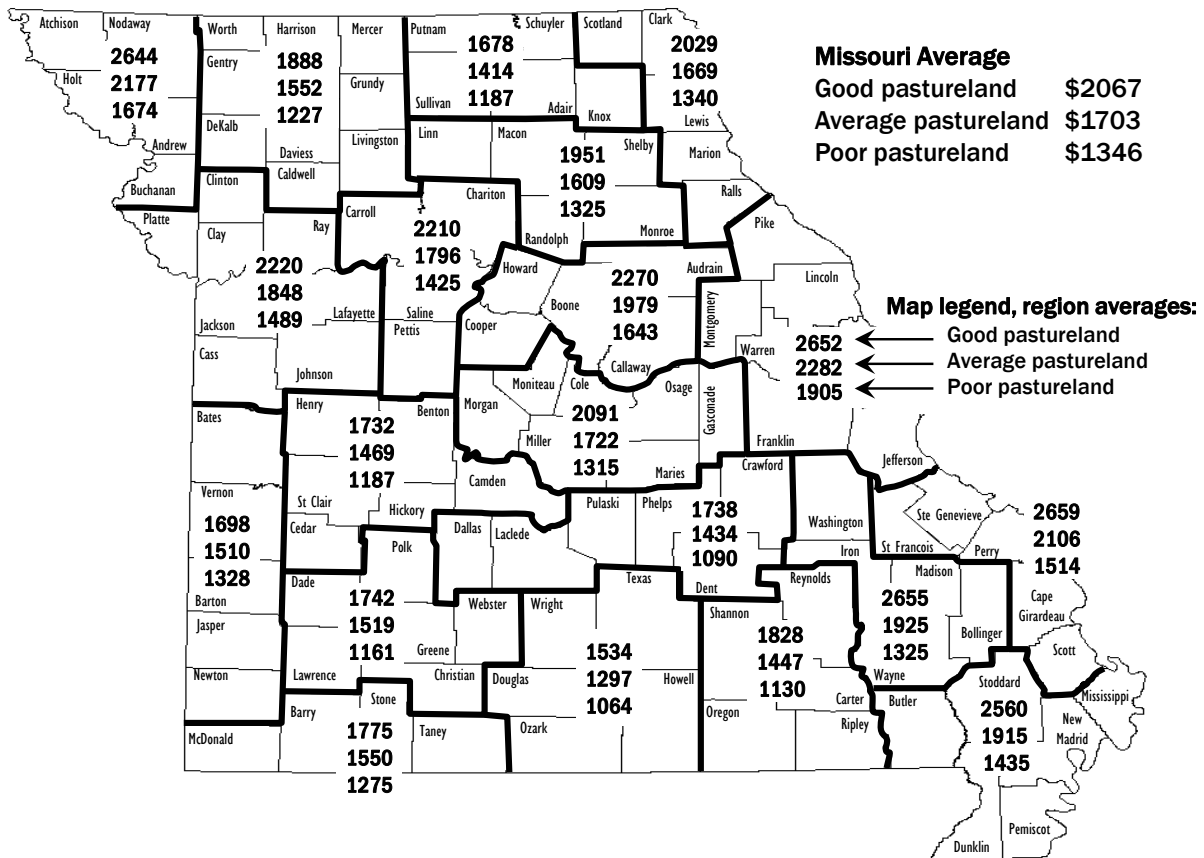 Missouri Average
Good pastureland $2067
Average pastureland $1703
Poor pastureland $1346
Map legend, region averages:
Good pastureland
Average pastureland
Poor pastureland
Atchison
Nodaway
2644
2177
1674
Holt
Andrew
Buchanan
Worth
Harrison
Mercer
1888
1552
1227
Gentry
Grundy
DeKalb
Livingston
Daviess
Caldwell
Putnam
Schuyler
1678
1414
1187
Sullivan
Adair
Scotland
Clark
2029
1669
1340
Knox
Lewis
Marion
Ralls
Linn
Macon
Shelby
1951
1609
1325
Randolph
Monroe
Clinton
Platte
Clay
Ray
2220
1848
1489
Jackson
Lafayette
Cass
Johnson
Carroll
Chariton
2210
1796
1425
Saline
Pettis
Howard
Boone
Audrain
2270
1979
1643
Cooper
Callaway
Pike
Lincoln
Montgomery
Warren
2652
2282
1905
Franklin
Jefferson
Moniteau
Cole
Osage
Gasconade
Morgan
Miller
2091
1722
1315
Maries
Henry
Benton
1732
1469
1187
St Clair
Hickory
Cedar
Bates
Vernon
1698
1510
1328
Barton
Jasper
Newton
Camden
Dallas
Laclede
Pulaski
Phelps
Crawford
1738
1434
1090
Dent
Washington
Iron
Polk
Dade
1742
1519
1161
Webster
Greene
Lawrence
Christian
Texas
Wright
1534
1297
1064
Douglas
Howell
Ozark
Reynolds
Shannon
1828
1447
1130
Carter
Oregon
Ripley
Ste Genevieve
St Francois
Perry
2659
2106
1514
Cape
Girardeau
Scott
Madison
2655
1925
1325
Bollinger
Wayne
Butler
Stoddard
Mississippi
2560
1915
1435
New
Madrid
Pemiscot
Dunklin
McDonald
Barry
Stone
Taney
1775
1550
1275